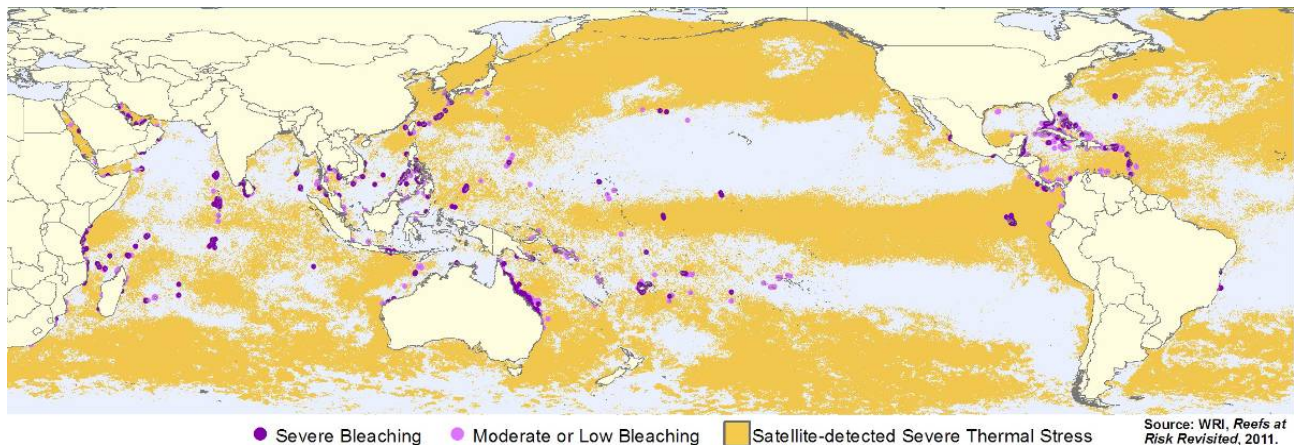 Severe Bleaching
Moderate or Low Bleaching
Satellite-detected Severe Thermal Stress
Source: WRI, Reefs at
Risk Revisited, 2011.